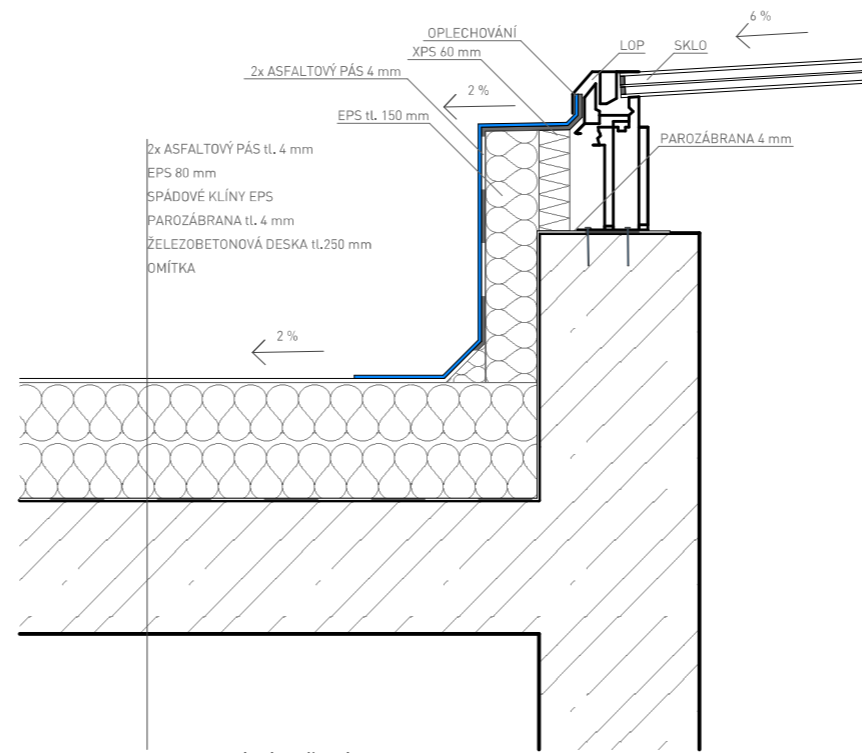 6 %
OPLECHOVÁNÍ
LOP
SKLO
XPS 60 mm
2x ASFALTOVÝ PÁS 4 mm
2 %
EPS tl. 150 mm
PAROZÁBRANA 4 mm
2x ASFALTOVÝ PÁS tl. 4 mm
EPS 80 mm
SPÁDOVÉ KLÍNY EPS
PAROZÁBRANA tl. 4 mm
ŽELEZOBETONOVÁ DESKA tl.250 mm
OMÍTKA
2 %